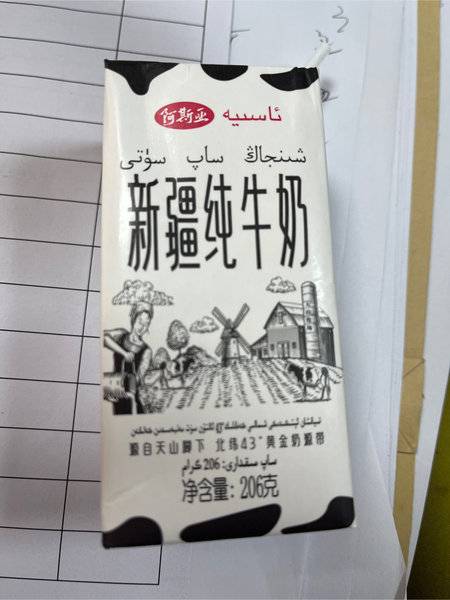 阿斯亚 ئاسىيە
شىنجاڭ ساپ سۈتى
新疆纯牛奶
源自天山脚下 北纬43°黄金奶源带
ساپ سىقدارى: 206 گرام
净含量: 206克